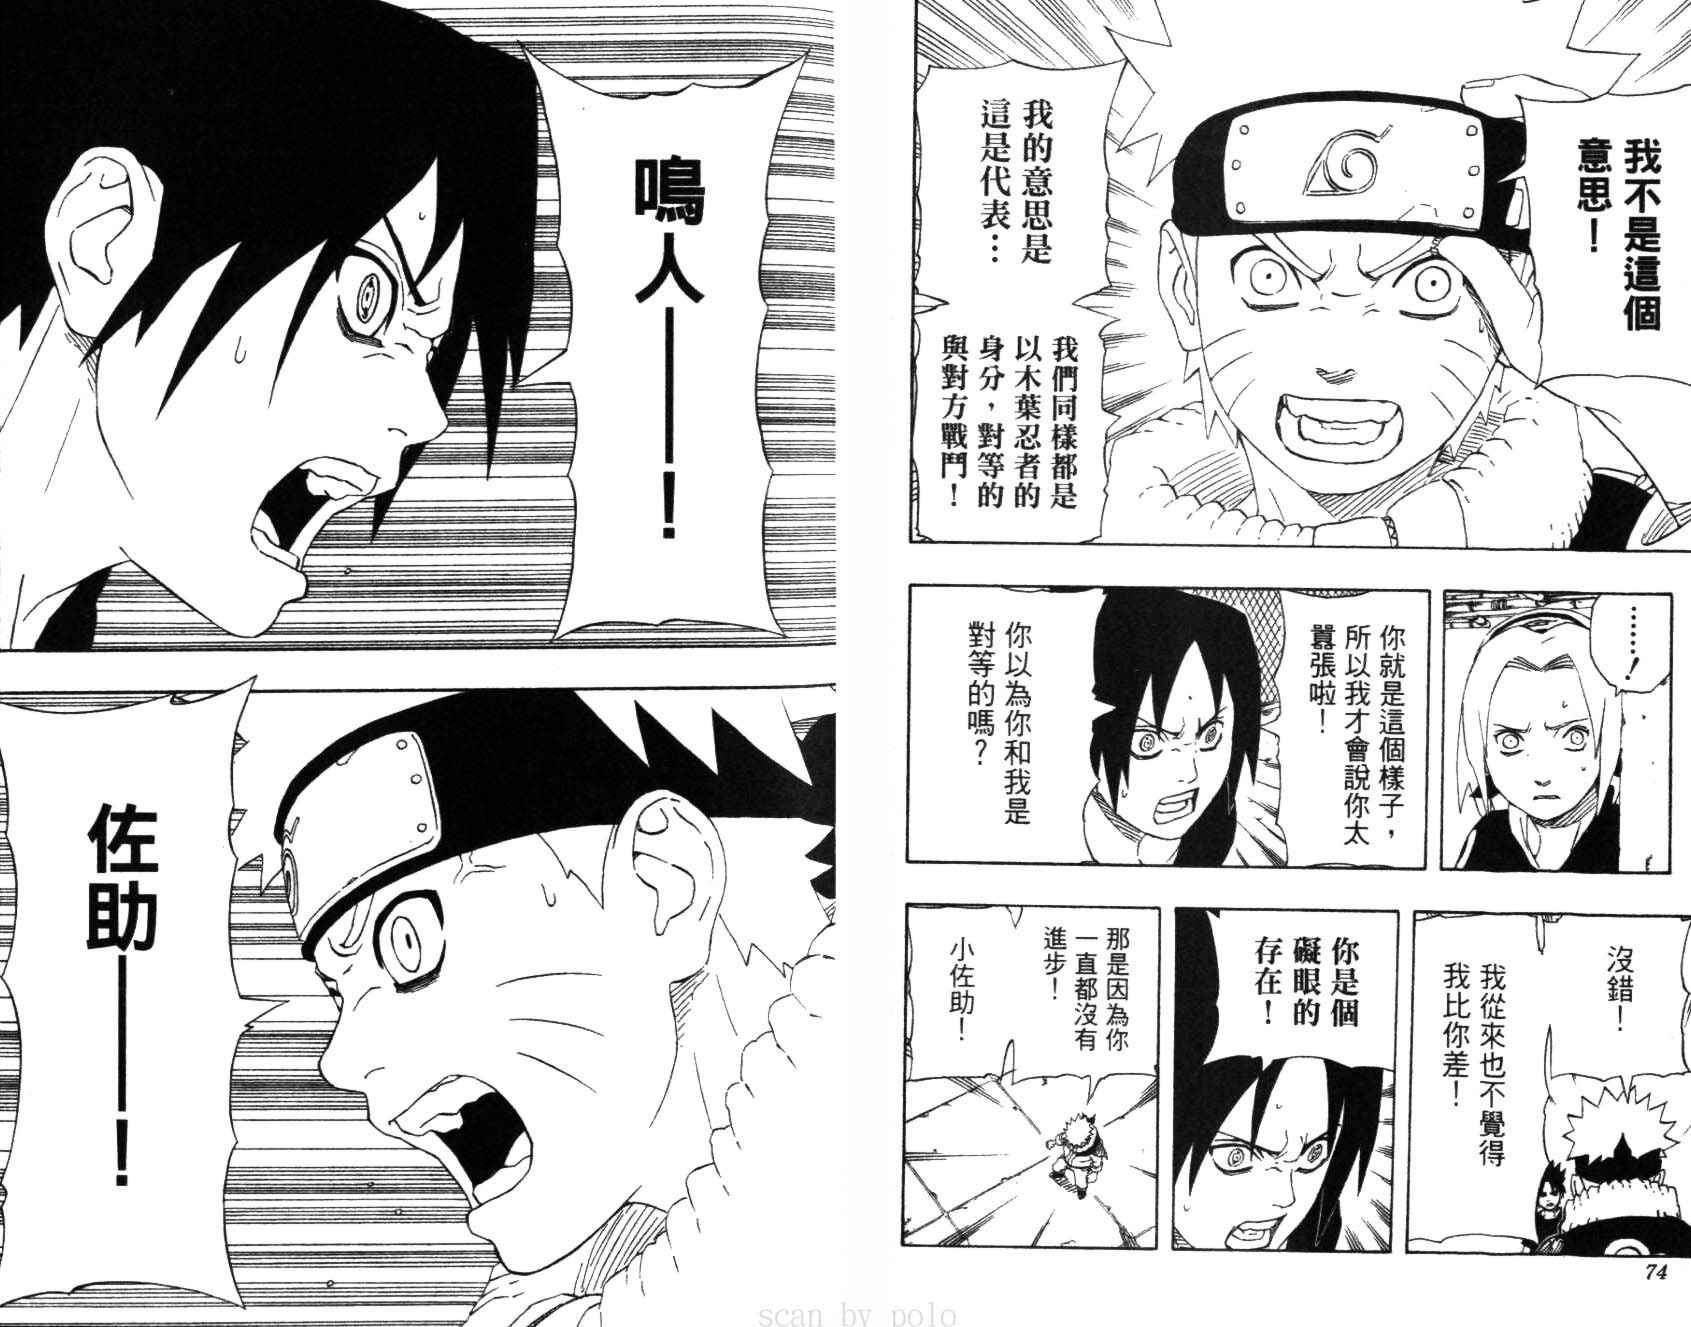 我不是這個
意思！
我的意思是
這是代表…
我們同樣都是
以木葉忍者的
身分，對等的
與對方戰鬥！
……！
你就是這個樣子，
所以我才會說你太
囂張啦！
你以為你和我是
對等的嗎？
沒錯！
我從來也不覺得
我比你差！
你是個
礙眼的
存在！
那是因為你
一直都沒有
進步！
小佐助！
74
鳴人——！
佐助——！
scan by polo